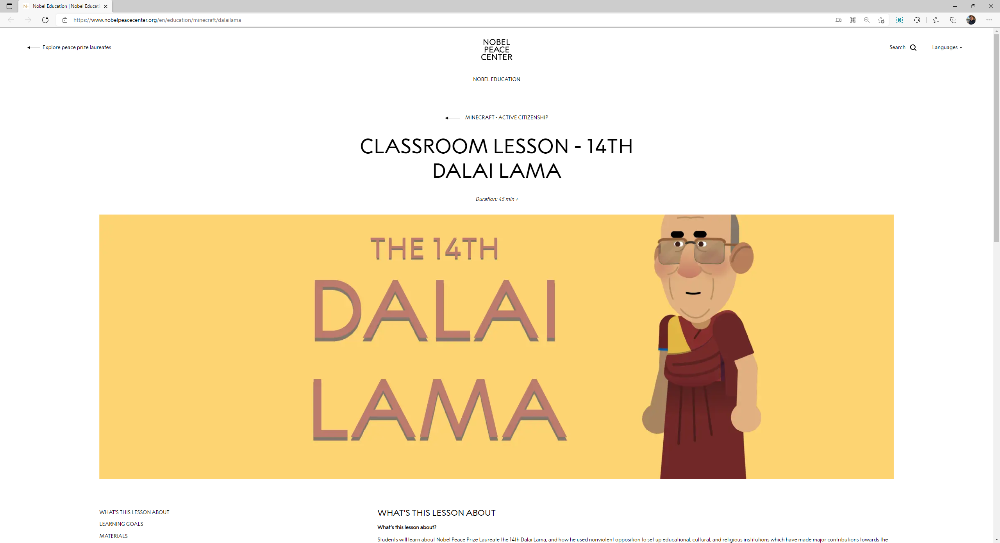 Nobel Education | Nobel Educati
https://www.nobelpeacecenter.org/en/education/minecraft/dalailama
Explore peace prize laureates
NOBEL
PEACE
CENTER
Search
Languages
NOBEL EDUCATION
MINECRAFT - ACTIVE CITIZENSHIP
CLASSROOM LESSON - 14TH
DALAI LAMA
Duration: 45 min +
THE 14TH
DALAI
LAMA
WHAT'S THIS LESSON ABOUT
LEARNING GOALS
MATERIALS
WHAT'S THIS LESSON ABOUT
What's this lesson about?
Students will learn about Nobel Peace Prize Laureate the 14th Dalai Lama, and how he used nonviolent opposition to set up educational, cultural, and religious institutions which have made major contributions towards the